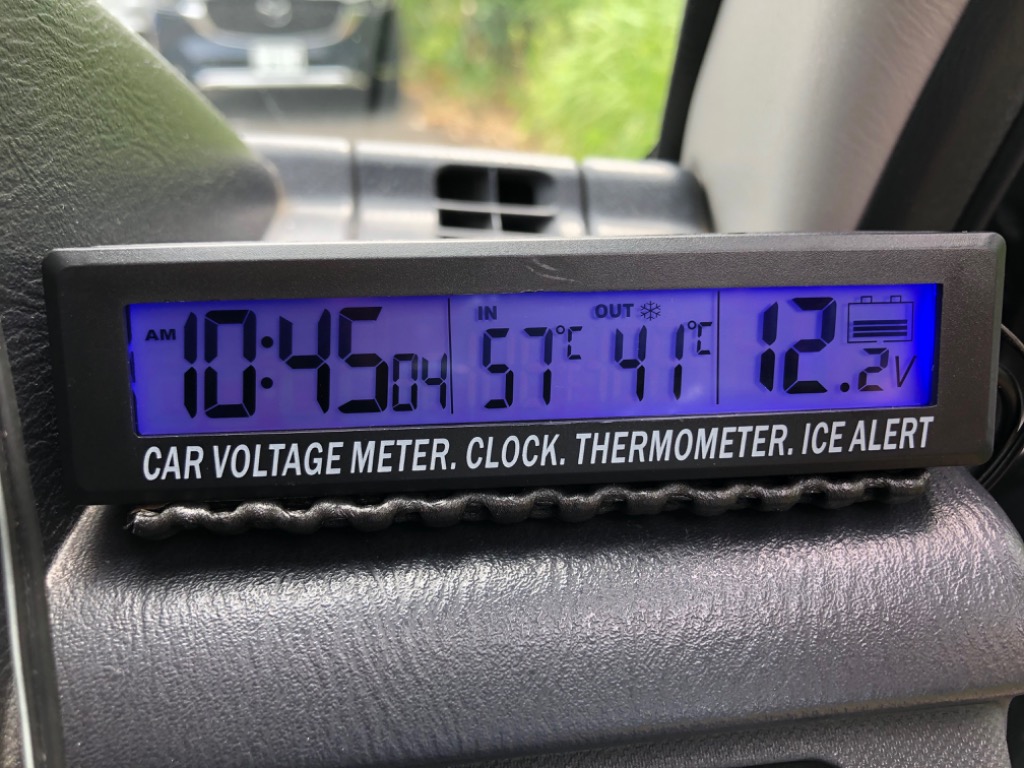 IN OUT
AM 10:45 04 57°C 41°C 12.2V
CAR VOLTAGE METER. CLOCK. THERMOMETER. ICE ALERT